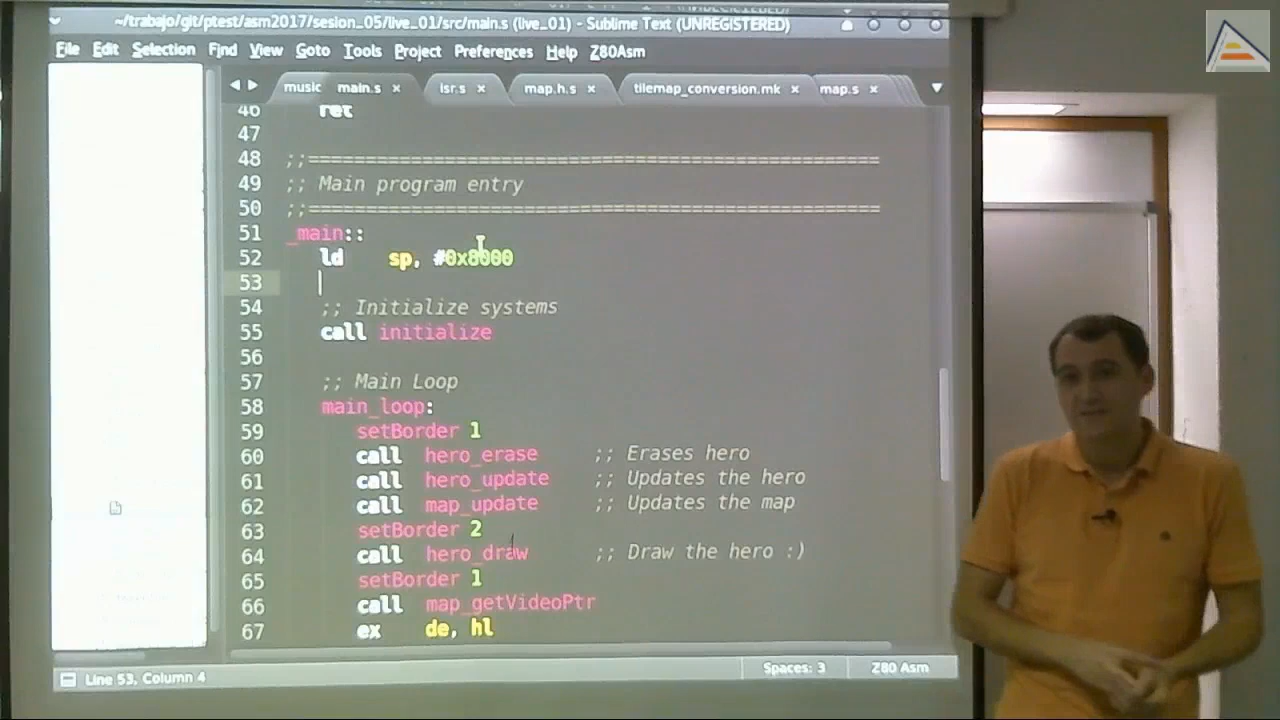 ~/trabajo/git/ptest/asm2017/sesion_05/live_01/src/main.s (live_01) - Sublime Text (UNREGISTERED)
File Edit Selection Find View Goto Tools Project Preferences Help Z80Asm
music main.s × isr.s × map.h.s × tilemap_conversion.mk × map.s ×
46 ret
47
48 ;;====================================================
49 ;; Main program entry
50 ;;====================================================
51 _main::
52 ld sp, #0x8000
53
54 ;; Initialize systems
55 call initialize
56
57 ;; Main Loop
58 main_loop:
59 setBorder 1
60 call hero_erase ;; Erases hero
61 call hero_update ;; Updates the hero
62 call map_update ;; Updates the map
63 setBorder 2
64 call hero_draw ;; Draw the hero :)
65 setBorder 1
66 call map_getVideoPtr
67 ex de, hl
Line 53, Column 4 Spaces: 3 Z80 Asm